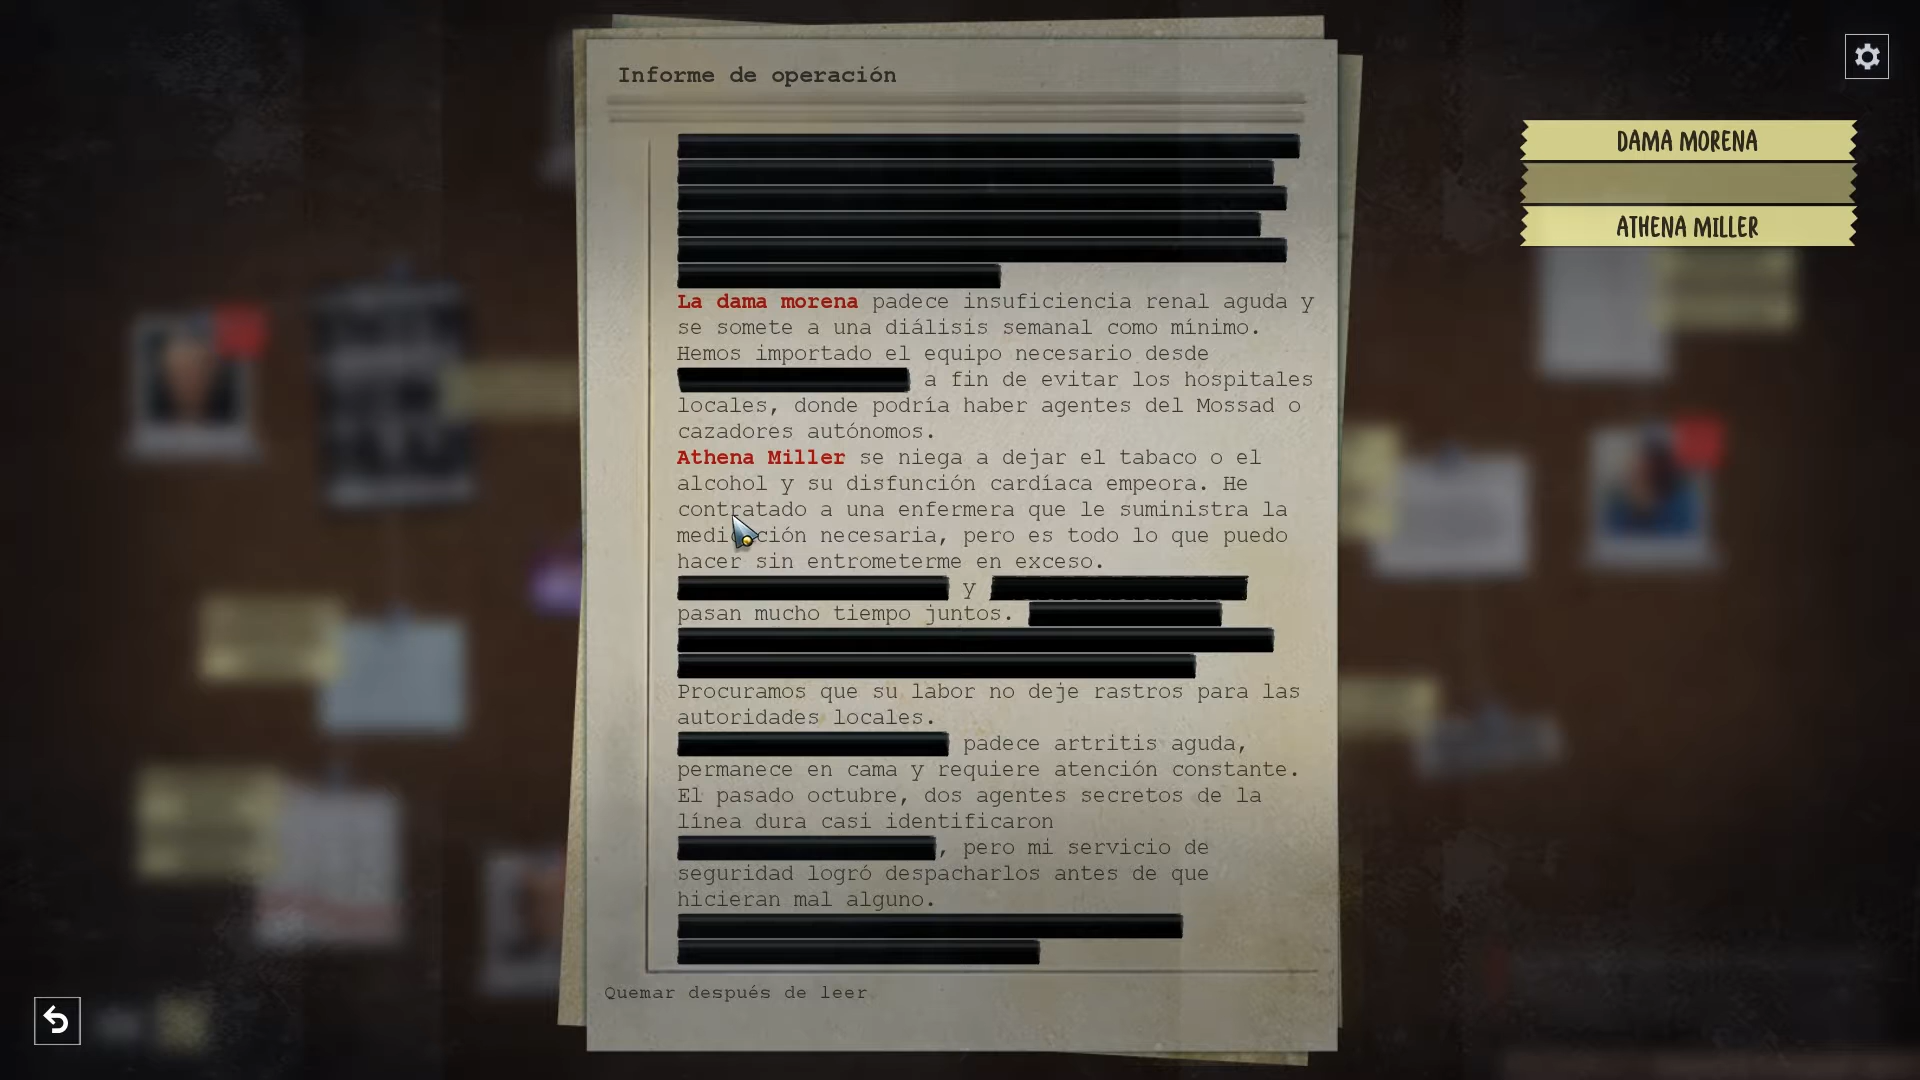 Informe de operación
La dama morena padece insuficiencia renal aguda y
se somete a una diálisis semanal como mínimo.
Hemos importado el equipo necesario desde
a fin de evitar los hospitales
locales, donde podría haber agentes del Mossad o
cazadores autónomos.
Athena Miller se niega a dejar el tabaco o el
alcohol y su disfunción cardíaca empeora. He
contratado a una enfermera que le suministra la
medicación necesaria, pero es todo lo que puedo
hacer sin entrometerme en exceso.
y
pasan mucho tiempo juntos.
Procuramos que su labor no deje rastros para las
autoridades locales.
padece artritis aguda,
permanece en cama y requiere atención constante.
El pasado octubre, dos agentes secretos de la
línea dura casi identificaron
, pero mi servicio de
seguridad logró despacharlos antes de que
hicieran mal alguno.
Quemar después de leer
DAMA MORENA
ATHENA MILLER